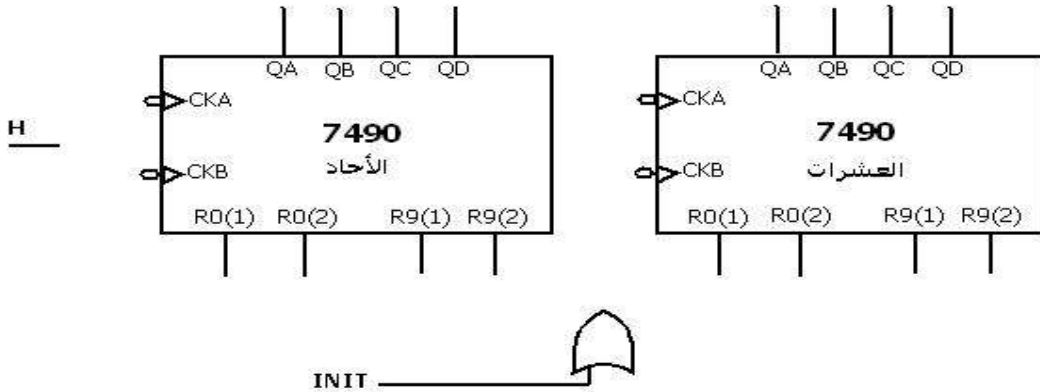 QA QB QC QD
QA QB QC QD
CKA
CKA
H
7490
7490
الأحاد
العشرات
CKB
CKB
R0(1) R0(2) R9(1) R9(2)
R0(1) R0(2) R9(1) R9(2)
INIT